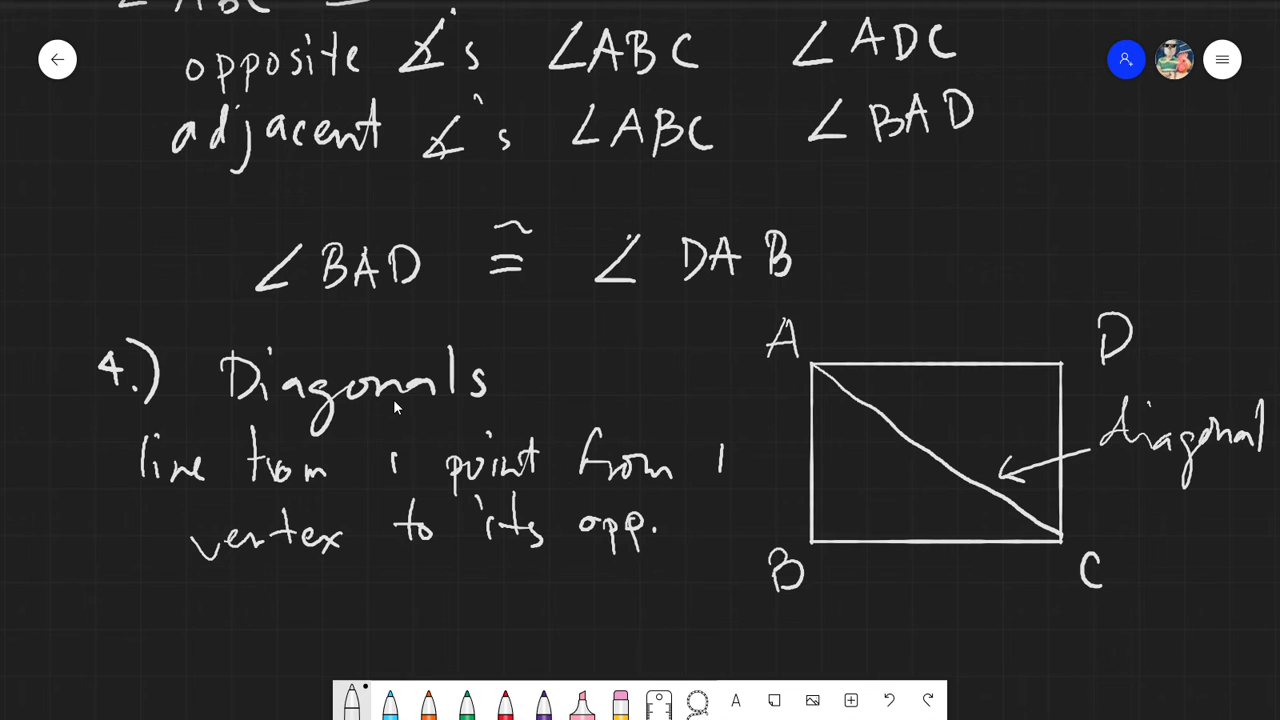 ∠ABC =
opposite ∡'s ∠ABC ∠ADC
adjacent ∡'s ∠ABC ∠BAD
∠BAD ≅ ∠DAB
4.) Diagonals
line from 1 point from 1
vertex to its opp.
A D
diagonal
B C
A